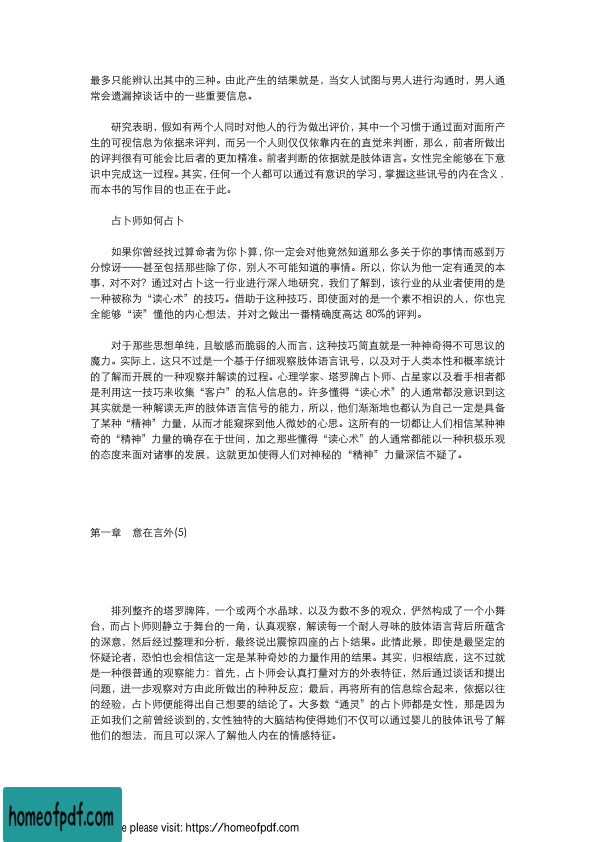 最多只能辨认出其中的三种。由此产生的结果就是，当女人试图与男人进行沟通时，男人通
常会遗漏掉谈话中的一些重要信息。
研究表明，假如有两个人同时对他人的行为做出评价，其中一个习惯于通过面对面所产
生的可视信息为依据来评判，而另一个人则仅仅依靠内在的直觉来判断，那么，前者所做出
的评判很有可能会比后者的更加精准。前者判断的依据就是肢体语言。女性完全能够在下意
识中完成这一过程。其实，任何一个人都可以通过有意识的学习，掌握这些讯号的内在含义，
而本书的写作目的也正在于此。
占卜师如何占卜
如果你曾经找过算命者为你卜算，你一定会对他竟然知道那么多关于你的事情而感到万
分惊讶——甚至包括那些除了你，别人不可能知道的事情。所以，你认为他一定有通灵的本
事，对不对？通过对占卜这一行业进行深入地研究，我们了解到，该行业的从业者使用的是
一种被称为“读心术”的技巧。借助于这种技巧，即使面对的是一个素不相识的人，你也完
全能够“读”懂他的内心想法，并对之做出一番精确度高达 80%的评判。
对于那些思想单纯，且敏感而脆弱的人而言，这种技巧简直就是一种神奇得不可思议的
魔力。实际上，这只不过是一个基于仔细观察肢体语言讯号，以及对于人类本性和概率统计
的了解而开展的一种观察并解读的过程。心理学家、塔罗牌占卜师、占星家以及看手相者都
是利用这一技巧来收集“客户”的私人信息的。许多懂得“读心术”的人通常都没意识到这
其实就是一种解读无声的肢体语言信号的能力，所以，他们渐渐地也都认为自己一定是具备
了某种“精神”力量，从而才能窥探到他人微妙的心思。这所有的一切都让人们相信某种神
奇的“精神”力量的确存在于世间，加之那些懂得“读心术”的人通常都能以一种积极乐观
的态度来面对诸事的发展，这就更加使得人们对神秘的“精神”力量深信不疑了。
第一章　意在言外(5)
排列整齐的塔罗牌阵，一个或两个水晶球，以及为数不多的观众，俨然构成了一个小舞
台，而占卜师则静立于舞台的一角，认真观察，解读每一个耐人寻味的肢体语言背后所蕴含
的深意，然后经过整理和分析，最终说出震惊四座的占卜结果。此情此景，即使是最坚定的
怀疑论者，恐怕也会相信这一定是某种奇妙的力量作用的结果。其实，归根结底，这不过就
是一种很普通的观察能力：首先，占卜师会认真打量对方的外表特征，然后通过谈话和提出
问题，进一步观察对方由此所做出的种种反应；最后，再将所有的信息综合起来，依据以往
的经验，占卜师便能得出自己想要的结论了。大多数“通灵”的占卜师都是女性，那是因为
正如我们之前曾经谈到的，女性独特的大脑结构使得她们不仅可以通过婴儿的肢体讯号了解
他们的想法，而且可以深入了解他人内在的情感特征。
homeofpdf.com
e please visit: https://homeofpdf.com